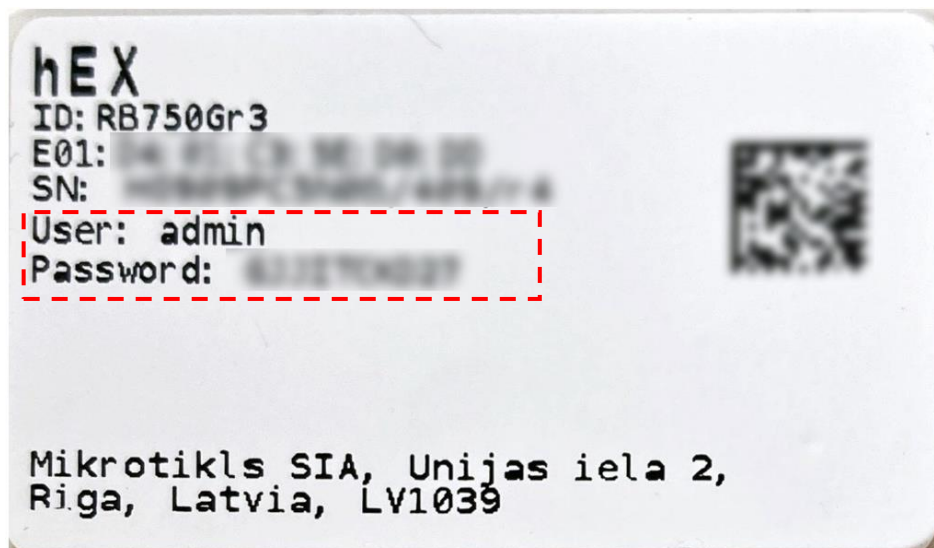 hEX
ID: RB750Gr3
E01:
SN:
User: admin
Password:
Mikrotikls SIA, Unijas iela 2,
Riga, Latvia, LV1039